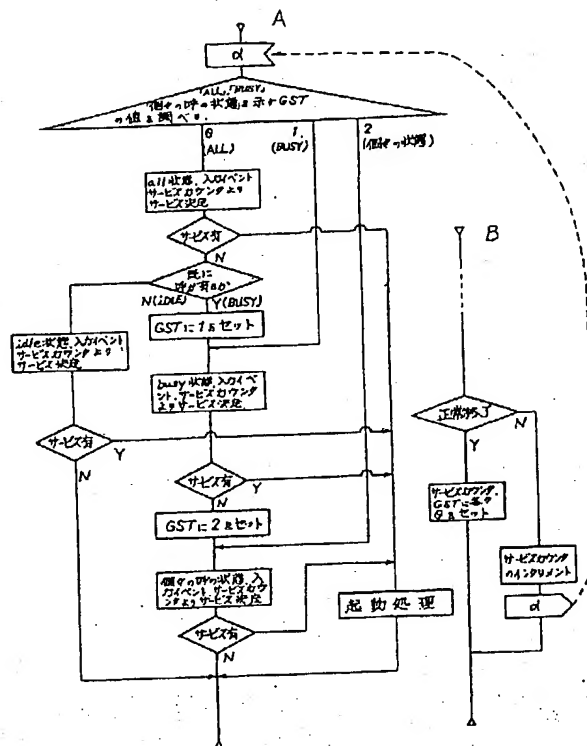 A
α
「ALL」「BUSY」
個々の呼の状態を示すGST
の値を調べる.
0
(ALL)
1
(BUSY)
2
(個々の状態)
all状態,入力イベント
サービスカウンタより
サービス決定
サービス有
N
既に
呼が有るか
N(IDLE)
Y(BUSY)
GSTに1をセット
idle状態,入力イベント
サービスカウンタより,
サービス決定
busy状態,入力イベ
ント,サービスカウンタ
よりサービス決定
サービス有
Y
N
サービス有
Y
N
GSTに2をセット
個々の呼の状態,入
力イベント,サービスカウ
ンタよりサービス決定
サービス有
N
起動処理
B
正常終了
N
Y
サービスカウンタ,
GSTに各々
0をセット
サービスカウンタ
のインクリメント
α